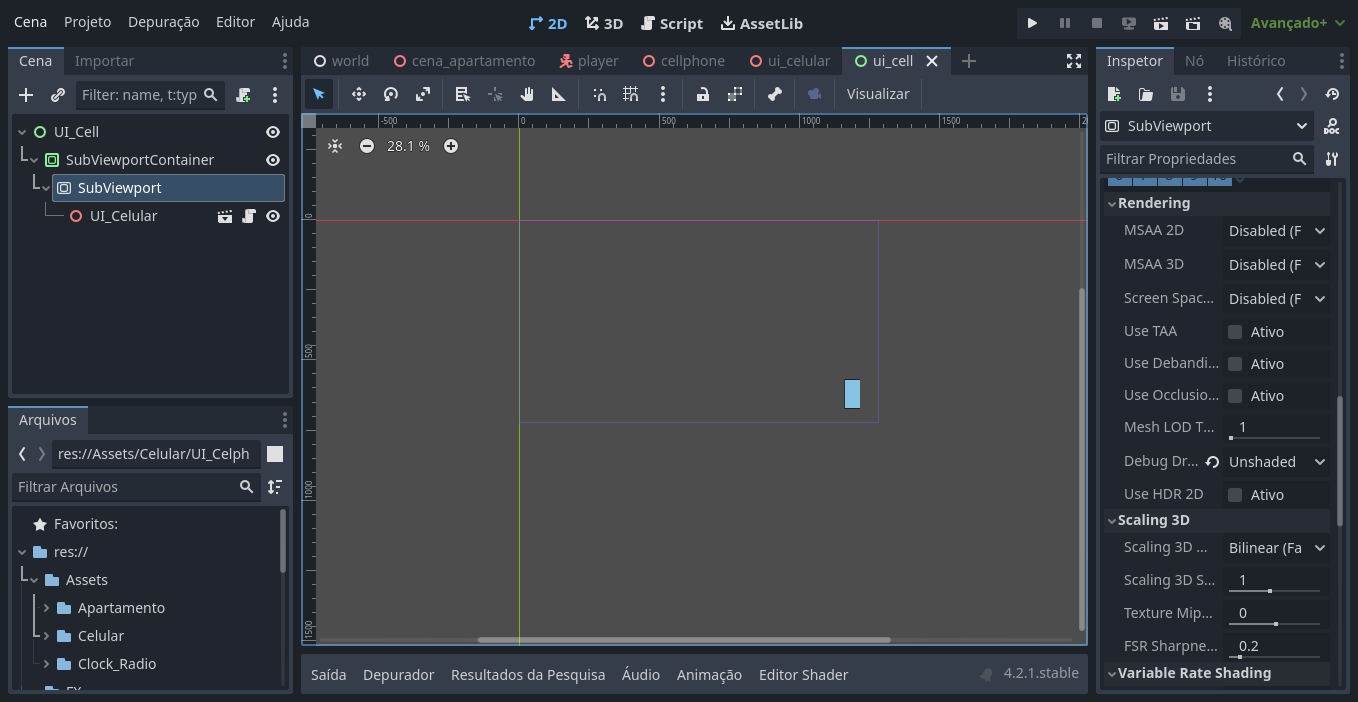 Cena Projeto Depuração Editor Ajuda 2D 3D Script AssetLib Avançado+
Cena Importar
Filter: name, t:typ
UI_Cell
SubViewportContainer
SubViewport
UI_Celular
Arquivos
res://Assets/Celular/UI_Celph
Filtrar Arquivos
Favoritos:
res://
Assets
Apartamento
Celular
Clock_Radio
world cena_apartamento player cellphone ui_celular ui_cell
Visualizar
-500 0 500 1000 1500 2
28.1 %
0
500
1000
1500
Saída Depurador Resultados da Pesquisa Áudio Animação Editor Shader 4.2.1.stable
Inspetor Nó Histórico
SubViewport
DOC
Filtrar Propriedades
Rendering
MSAA 2D Disabled (F
MSAA 3D Disabled (F
Screen Spac... Disabled (F
Use TAA Ativo
Use Debandi... Ativo
Use Occlusio... Ativo
Mesh LOD T... 1
Debug Dr... Unshaded
Use HDR 2D Ativo
Scaling 3D
Scaling 3D ... Bilinear (Fa
Scaling 3D S... 1
Texture Mip... 0
FSR Sharpne... 0.2
Variable Rate Shading